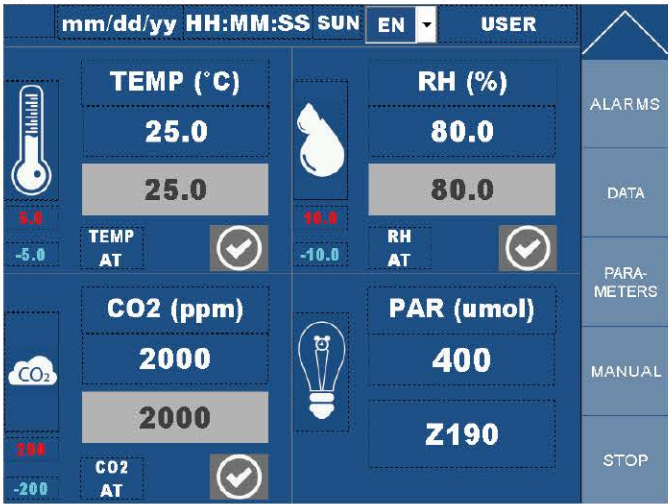 mm/dd/yy HH:MM:SS SUN EN USER
TEMP (°C)
25.0
25.0
5.0
-5.0
TEMP
AT
RH (%)
80.0
80.0
10.0
-10.0
RH
AT
CO2 (ppm)
2000
2000
CO₂
200
-200
CO2
AT
PAR (umol)
400
Z190
ALARMS
DATA
PARA-
METERS
MANUAL
STOP